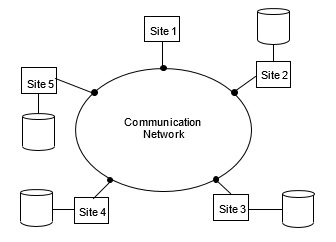 Site 1
Site 2
Site 5
Communication
Network
Site 4
Site 3